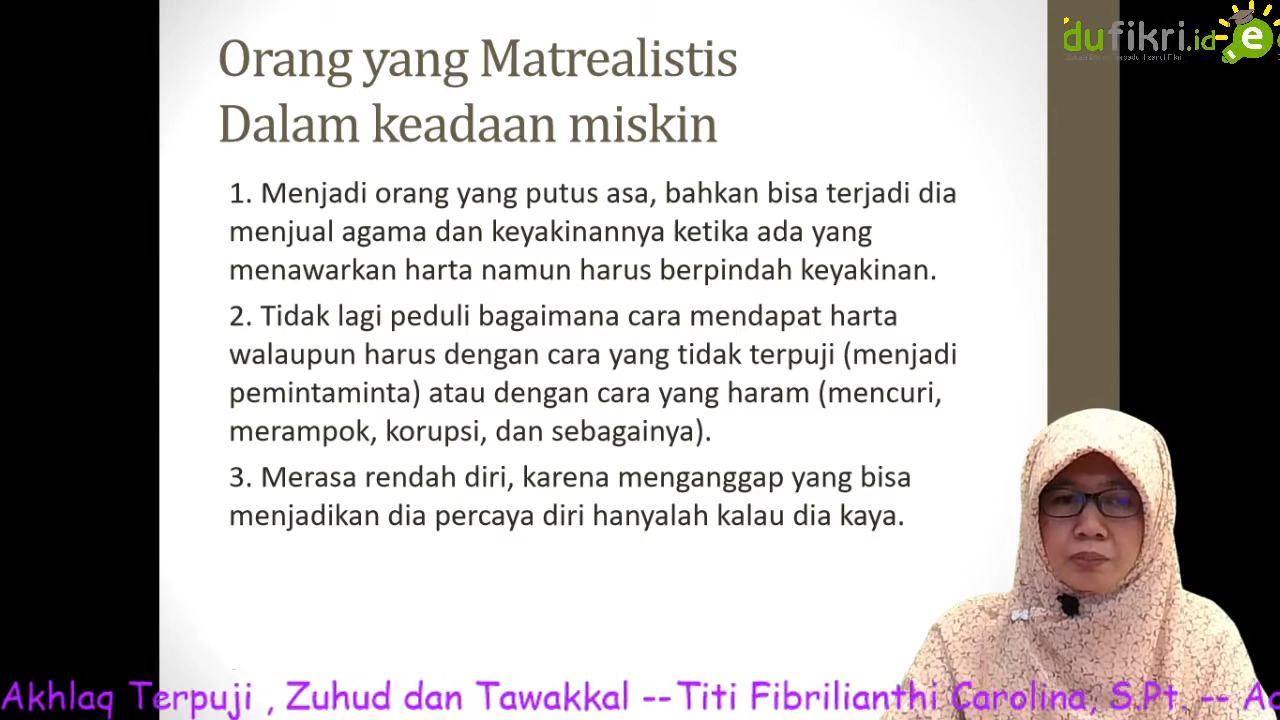 dufikri.id
Orang yang Matrealistis
Dalam keadaan miskin
1. Menjadi orang yang putus asa, bahkan bisa terjadi dia
menjual agama dan keyakinannya ketika ada yang
menawarkan harta namun harus berpindah keyakinan.
2. Tidak lagi peduli bagaimana cara mendapat harta
walaupun harus dengan cara yang tidak terpuji (menjadi
pemintaminta) atau dengan cara yang haram (mencuri,
merampok, korupsi, dan sebagainya).
3. Merasa rendah diri, karena menganggap yang bisa
menjadikan dia percaya diri hanyalah kalau dia kaya.
Akhlaq Terpuji , Zuhud dan Tawakkal -- Titi Fibrilianthi Carolina, S.Pt. --